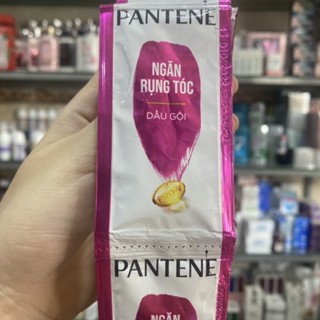 PANTENE
NGĂN
RỤNG TÓC
DẦU GỘI
PANTENE
NGĂN